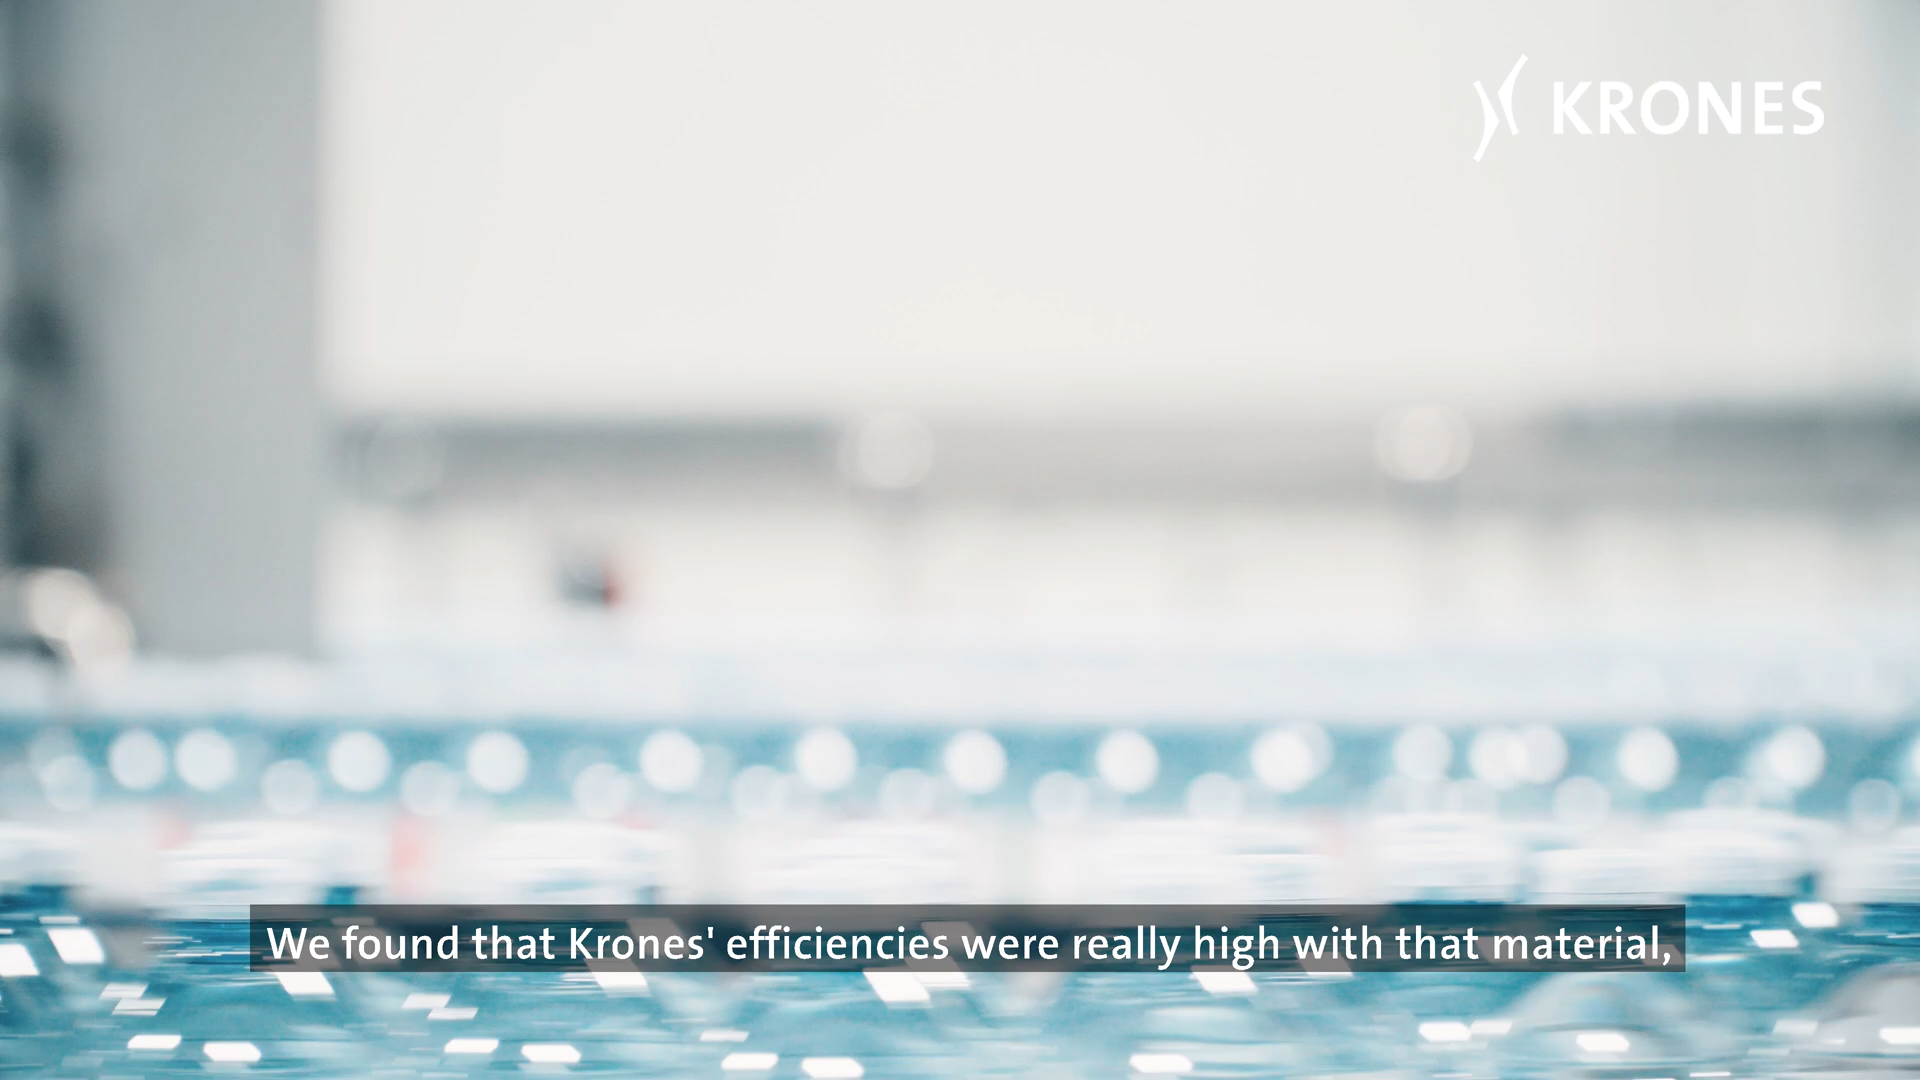 KRONES
We found that Krones' efficiencies were really high with that material,